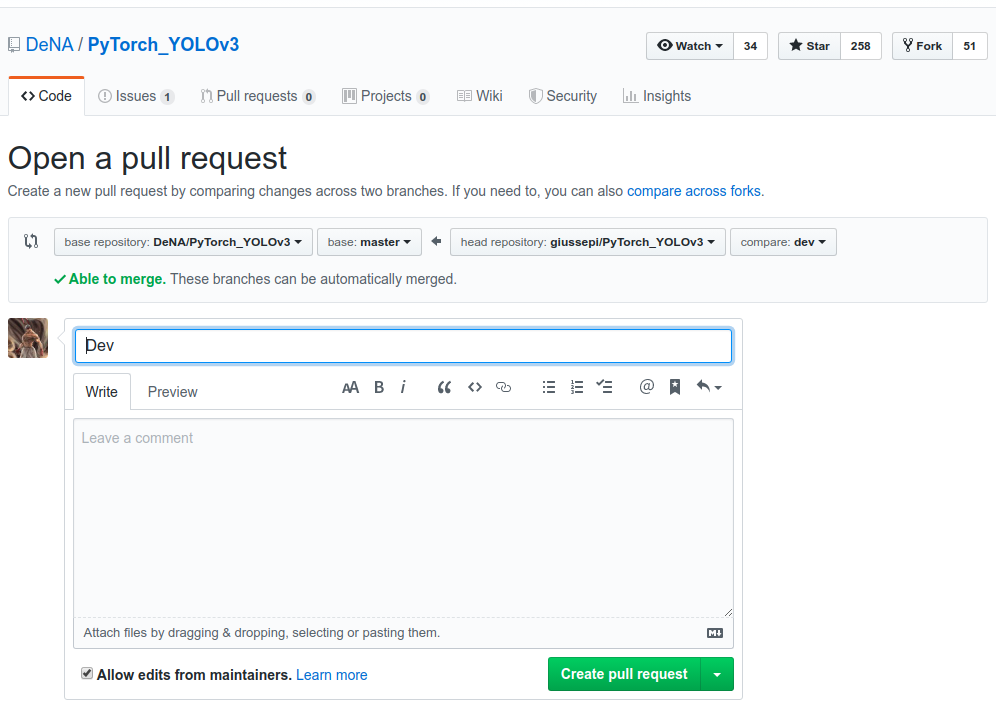 DeNA / PyTorch_YOLOv3
Watch 34 Star 258 Fork 51
Code Issues 1 Pull requests 0 Projects 0 Wiki Security Insights
Open a pull request
Create a new pull request by comparing changes across two branches. If you need to, you can also compare across forks.
base repository: DeNA/PyTorch_YOLOv3 base: master head repository: giussepi/PyTorch_YOLOv3 compare: dev
Able to merge. These branches can be automatically merged.
Dev
Write Preview AA B i @
Leave a comment
Attach files by dragging & dropping, selecting or pasting them.
Allow edits from maintainers. Learn more Create pull request